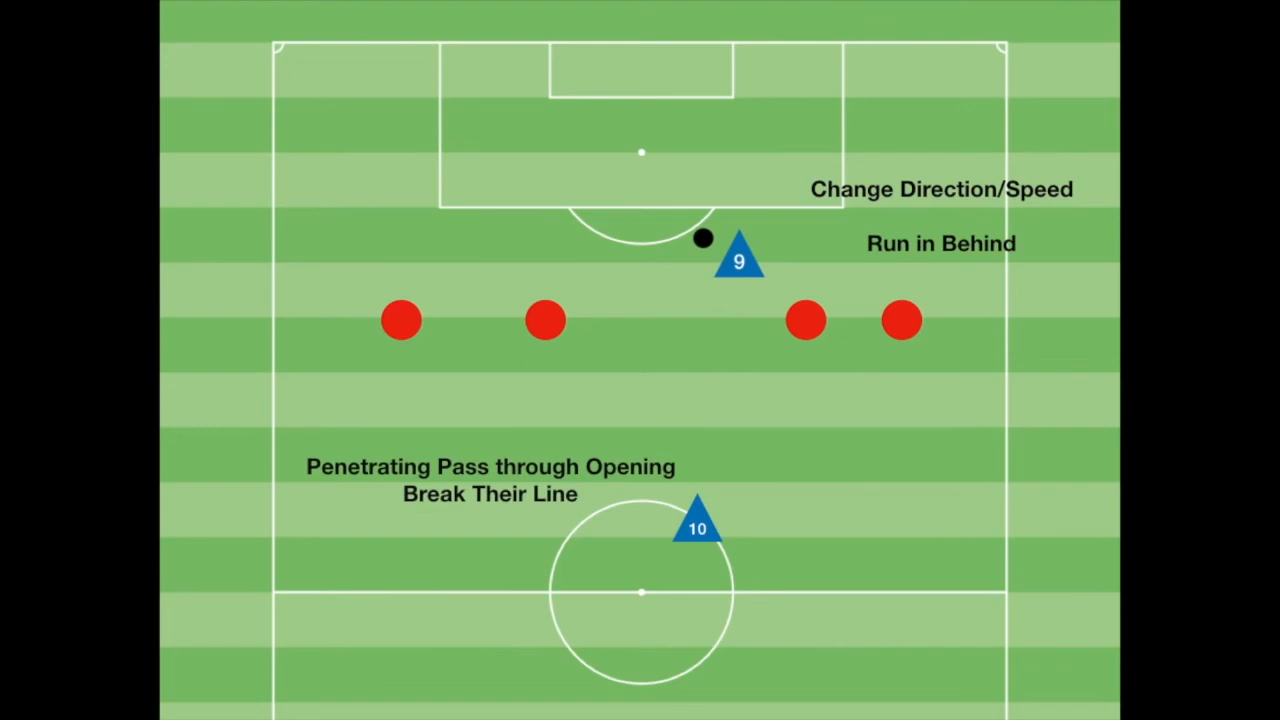 Change Direction/Speed
Run in Behind
9
Penetrating Pass through Opening
Break Their Line
10